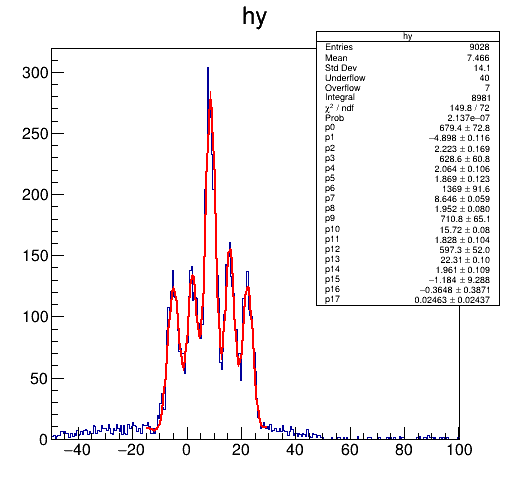 hy
hy
Entries 9028
Mean 7.466
Std Dev 14.1
Underflow 40
Overflow 7
Integral 8981
χ² / ndf 149.8 / 72
Prob 2.137e−07
p0 679.4 ± 72.8
p1 −4.898 ± 0.116
p2 2.223 ± 0.169
p3 628.6 ± 60.8
p4 2.064 ± 0.106
p5 1.869 ± 0.123
p6 1369 ± 91.6
p7 8.646 ± 0.059
p8 1.952 ± 0.080
p9 710.8 ± 65.1
p10 15.72 ± 0.08
p11 1.828 ± 0.104
p12 597.3 ± 52.0
p13 22.31 ± 0.10
p14 1.961 ± 0.109
p15 −1.184 ± 9.288
p16 −0.3648 ± 0.3871
p17 0.02463 ± 0.02437
300
250
200
150
100
50
0
−40 −20 0 20 40 60 80 100